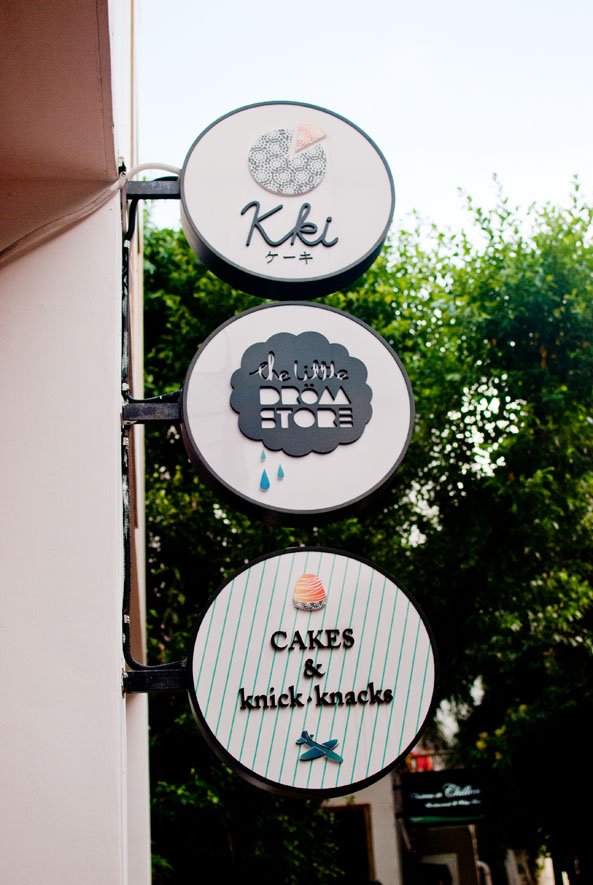 Kki
ケーキ
the little
DRÖM
STORE
CAKES
&
knick·knacks